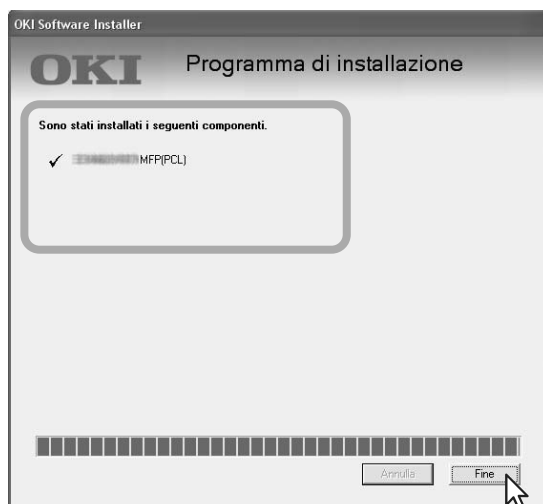 OKI Software Installer
OKI
Programma di installazione
Sono stati installati i seguenti componenti.
MFP(PCL)
Annulla
Fine